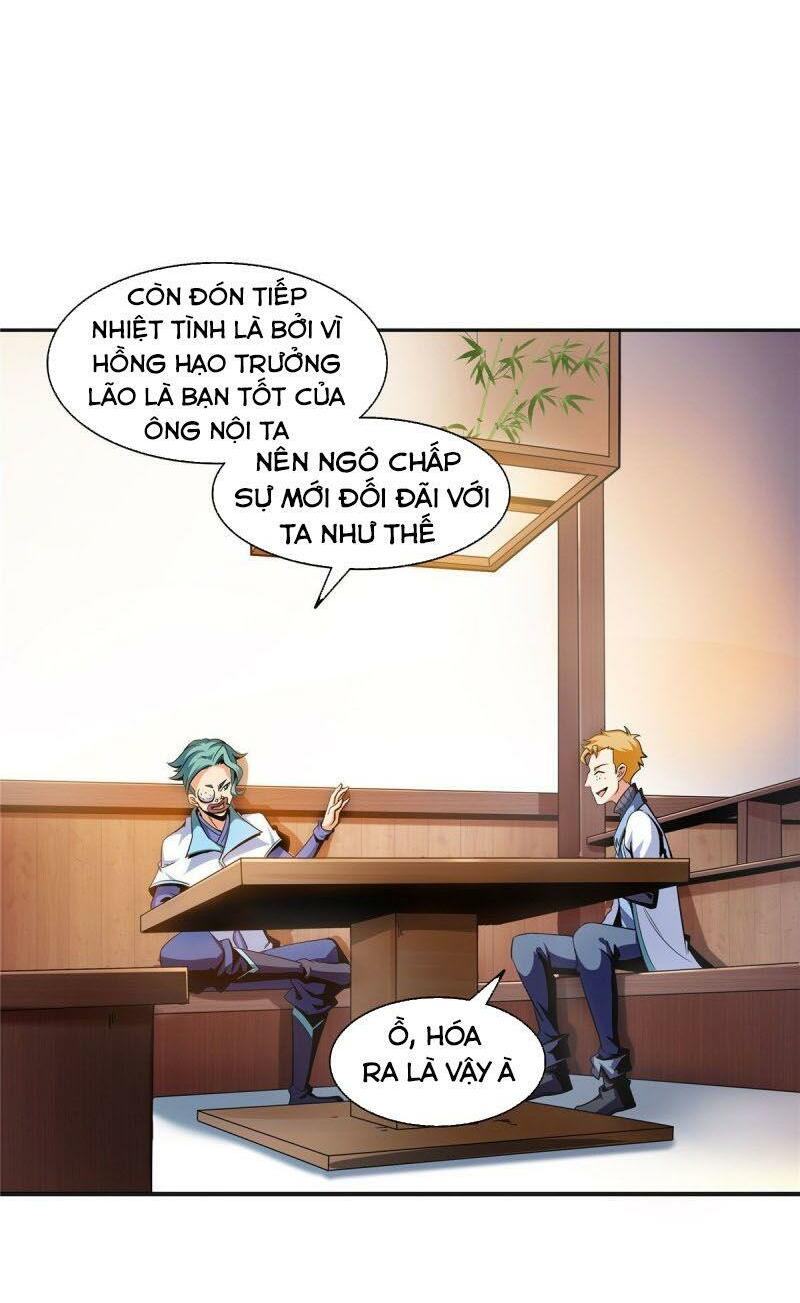 CÒN ĐÓN TIẾP
NHIỆT TÌNH LÀ BỞI VÌ
HỒNG HẠO TRƯỞNG
LÃO LÀ BẠN TỐT CỦA
ÔNG NỘI TA
NÊN NGÔ CHẤP
SỰ MỚI ĐỐI ĐÃI VỚI
TA NHƯ THẾ
Ồ, HÓA
RA LÀ VẬY À